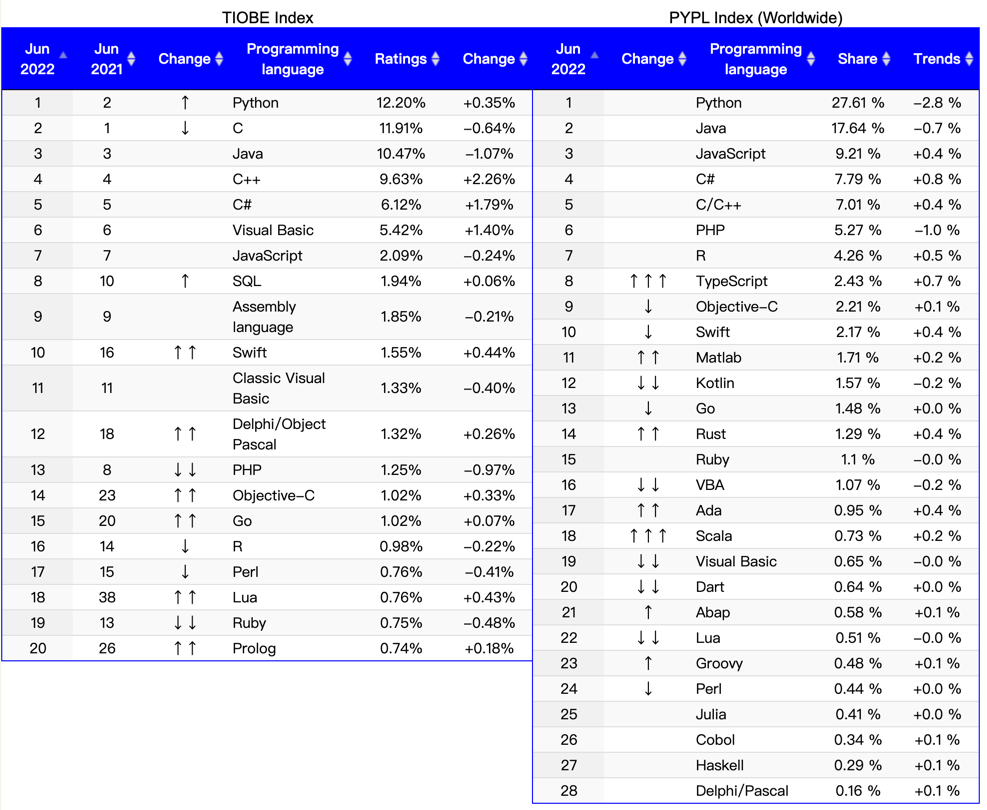 TIOBE Index
Jun 2022 Jun 2021 Change Programming language Ratings Change
1 2 ↑ Python 12.20% +0.35%
2 1 ↓ C 11.91% −0.64%
3 3 Java 10.47% −1.07%
4 4 C++ 9.63% +2.26%
5 5 C# 6.12% +1.79%
6 6 Visual Basic 5.42% +1.40%
7 7 JavaScript 2.09% −0.24%
8 10 ↑ SQL 1.94% +0.06%
9 9 Assembly language 1.85% −0.21%
10 16 ↑↑ Swift 1.55% +0.44%
11 11 Classic Visual Basic 1.33% −0.40%
12 18 ↑↑ Delphi/Object Pascal 1.32% +0.26%
13 8 ↓↓ PHP 1.25% −0.97%
14 23 ↑↑ Objective-C 1.02% +0.33%
15 20 ↑↑ Go 1.02% +0.07%
16 14 ↓ R 0.98% −0.22%
17 15 ↓ Perl 0.76% −0.41%
18 38 ↑↑ Lua 0.76% +0.43%
19 13 ↓↓ Ruby 0.75% −0.48%
20 26 ↑↑ Prolog 0.74% +0.18%
PYPL Index (Worldwide)
Jun 2022 Change Programming language Share Trends
1 Python 27.61 % −2.8 %
2 Java 17.64 % −0.7 %
3 JavaScript 9.21 % +0.4 %
4 C# 7.79 % +0.8 %
5 C/C++ 7.01 % +0.4 %
6 PHP 5.27 % −1.0 %
7 R 4.26 % +0.5 %
8 ↑↑↑ TypeScript 2.43 % +0.7 %
9 ↓ Objective-C 2.21 % +0.1 %
10 ↓ Swift 2.17 % +0.4 %
11 ↑↑ Matlab 1.71 % +0.2 %
12 ↓↓ Kotlin 1.57 % −0.2 %
13 ↓ Go 1.48 % +0.0 %
14 ↑↑ Rust 1.29 % +0.4 %
15 Ruby 1.1 % −0.0 %
16 ↓↓ VBA 1.07 % −0.2 %
17 ↑↑ Ada 0.95 % +0.4 %
18 ↑↑↑ Scala 0.73 % +0.2 %
19 ↓↓ Visual Basic 0.65 % −0.0 %
20 ↓↓ Dart 0.64 % +0.0 %
21 ↑ Abap 0.58 % +0.1 %
22 ↓↓ Lua 0.51 % −0.0 %
23 ↑ Groovy 0.48 % +0.1 %
24 ↓ Perl 0.44 % +0.0 %
25 Julia 0.41 % +0.0 %
26 Cobol 0.34 % +0.1 %
27 Haskell 0.29 % +0.1 %
28 Delphi/Pascal 0.16 % +0.1 %